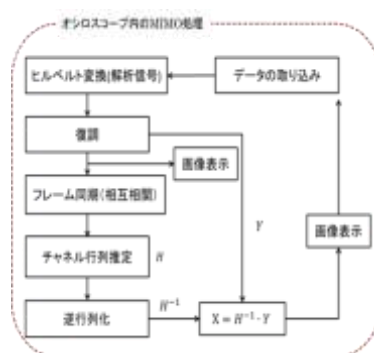 オシロスコープ内のMIMO処理
ヒルベルト変換(解析信号)
データの取り込み
復調
画像表示
フレーム同期(相互相関)
Y
画像表示
チャネル行列推定
H
H⁻¹
逆行列化
X = H⁻¹・Y